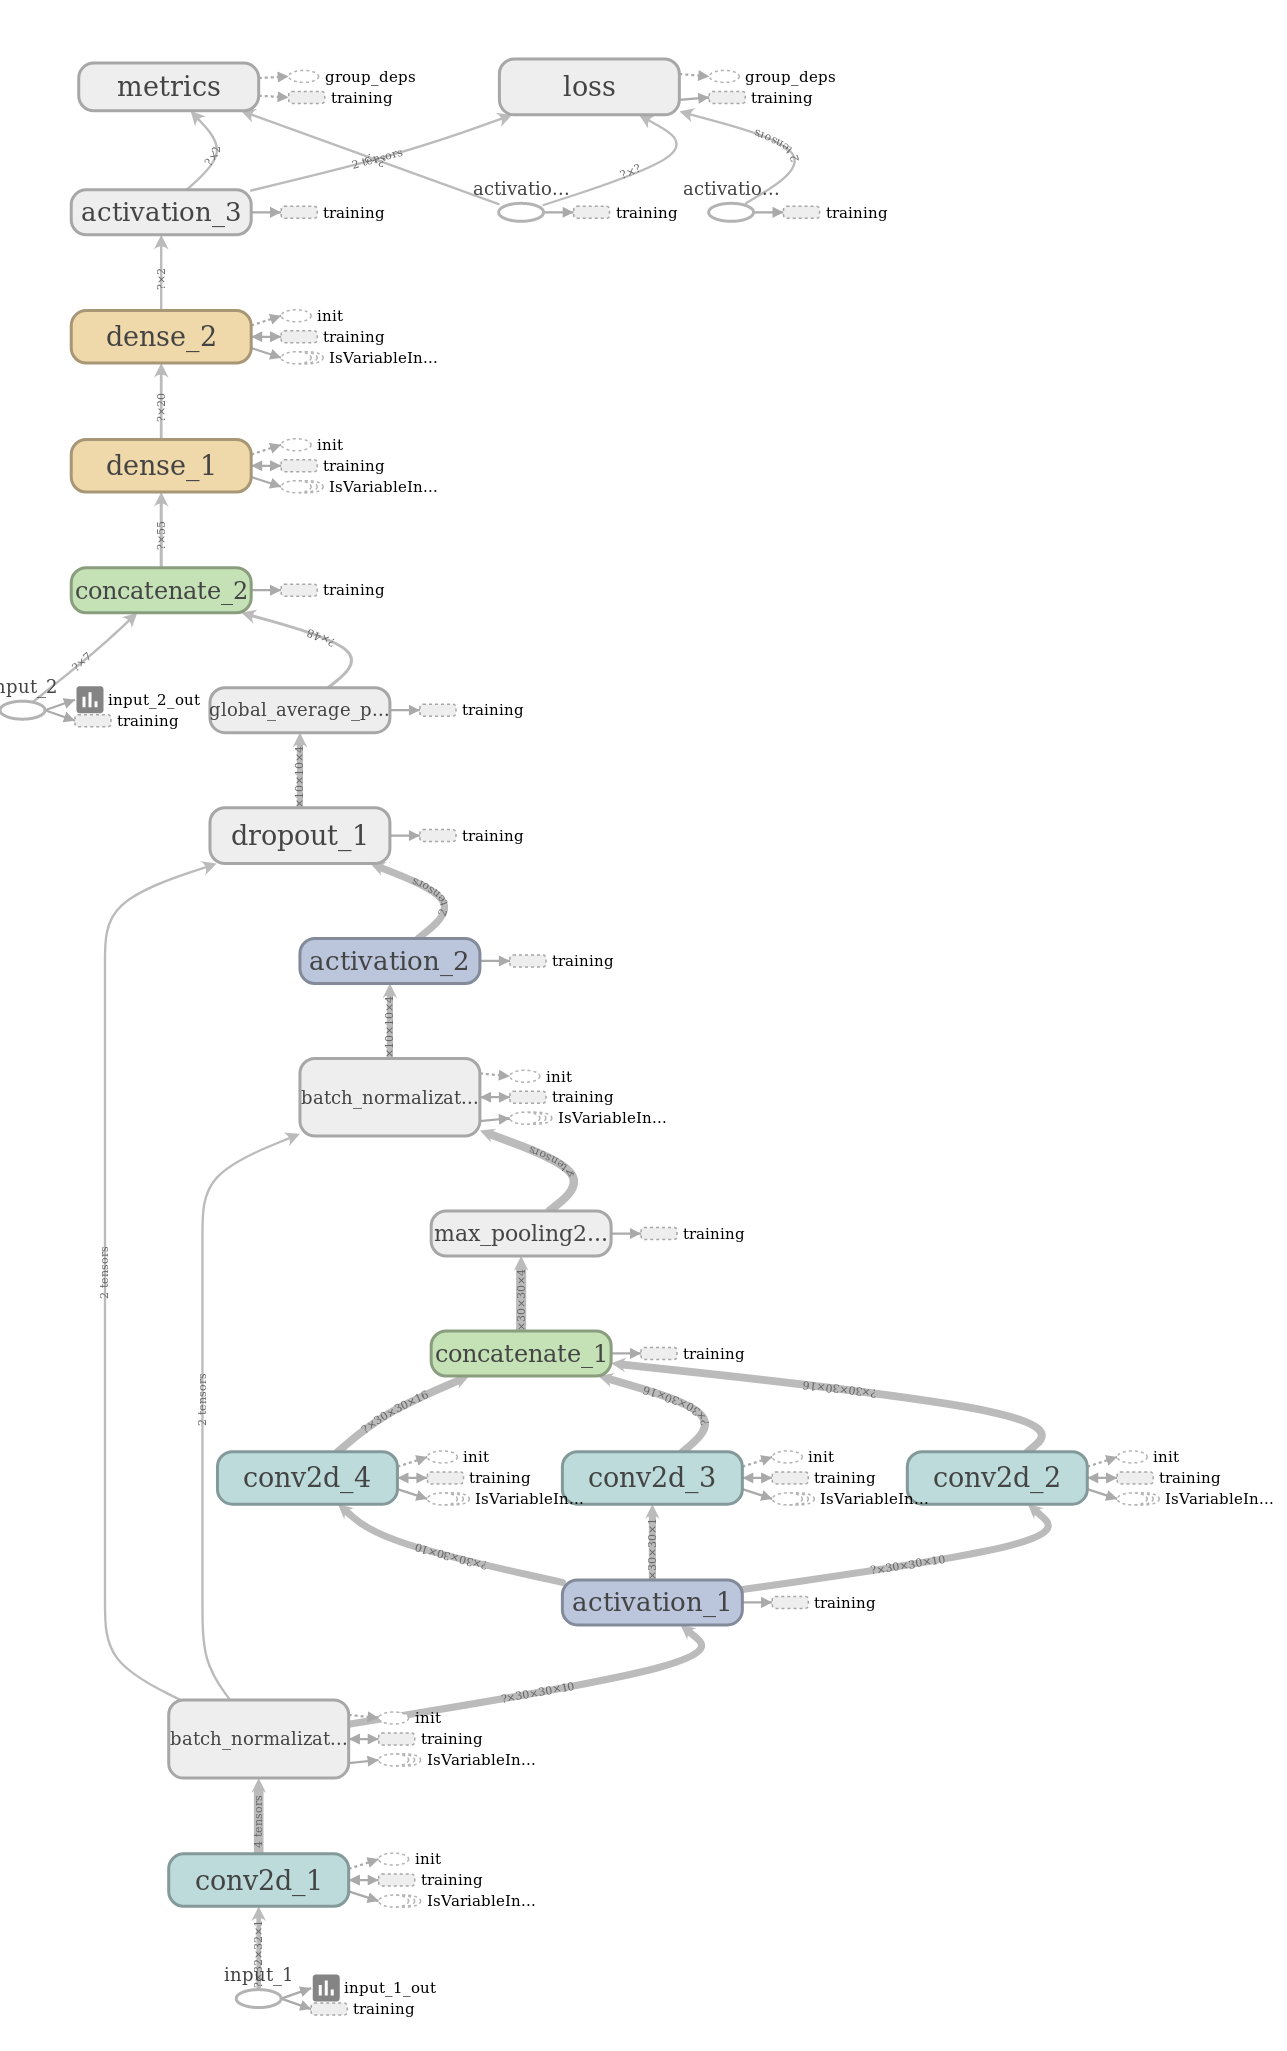 metrics
group_deps
training
loss
group_deps
training
?×2
2 tensors
?×?
2 tensors
activation_3
training
activatio...
training
activatio...
training
?×2
dense_2
init
training
IsVariableIn...
?×20
dense_1
init
training
IsVariableIn...
?×55
concatenate_2
training
?×7
?×48
nput_2
input_2_out
training
global_average_p...
training
×10×10×4
dropout_1
training
2 tensors
activation_2
training
×10×10×4
batch_normalizat...
init
training
IsVariableIn...
tensors
max_pooling2...
training
2 tensors
×30×30×4
concatenate_1
training
2 tensors
?×30×30×16
?×30×30×16
?×30×30×16
conv2d_4
init
training
IsVariableIn...
conv2d_3
init
training
IsVariableIn...
conv2d_2
init
training
IsVariableIn...
?×30×30×10
×30×30×1
?×30×30×10
activation_1
training
?×30×30×10
batch_normalizat...
init
training
IsVariableIn...
4 tensors
conv2d_1
init
training
IsVariableIn...
?×32×32×1
input_1
input_1_out
training